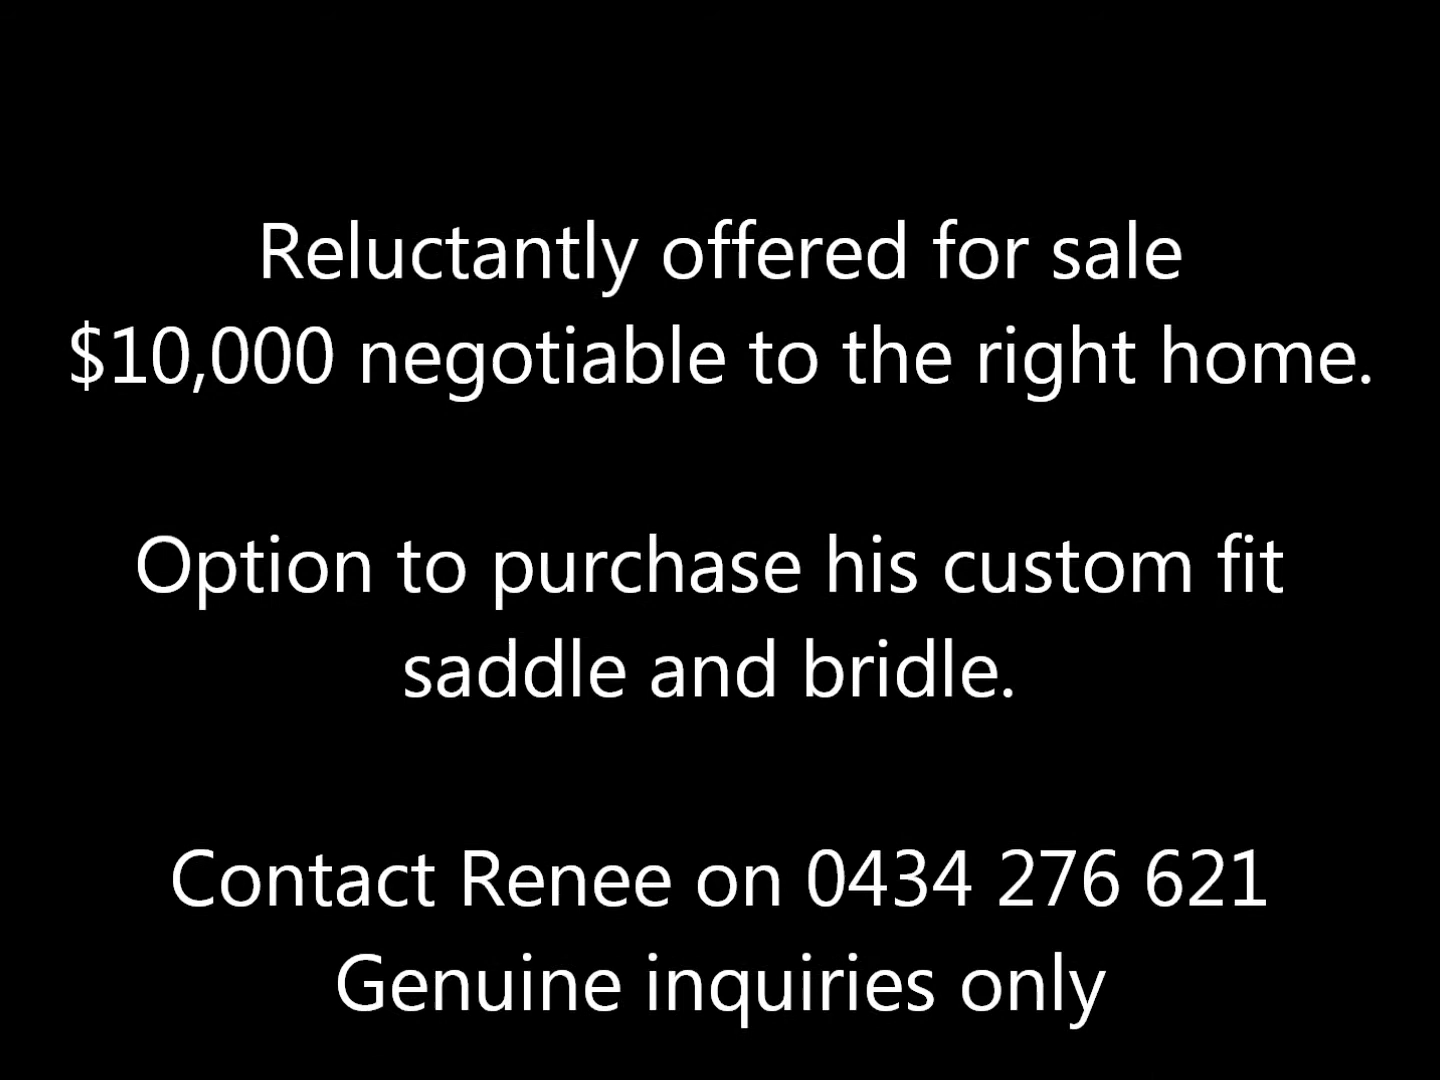 Reluctantly offered for sale
$10,000 negotiable to the right home.
Option to purchase his custom fit
saddle and bridle.
Contact Renee on 0434 276 621
Genuine inquiries only